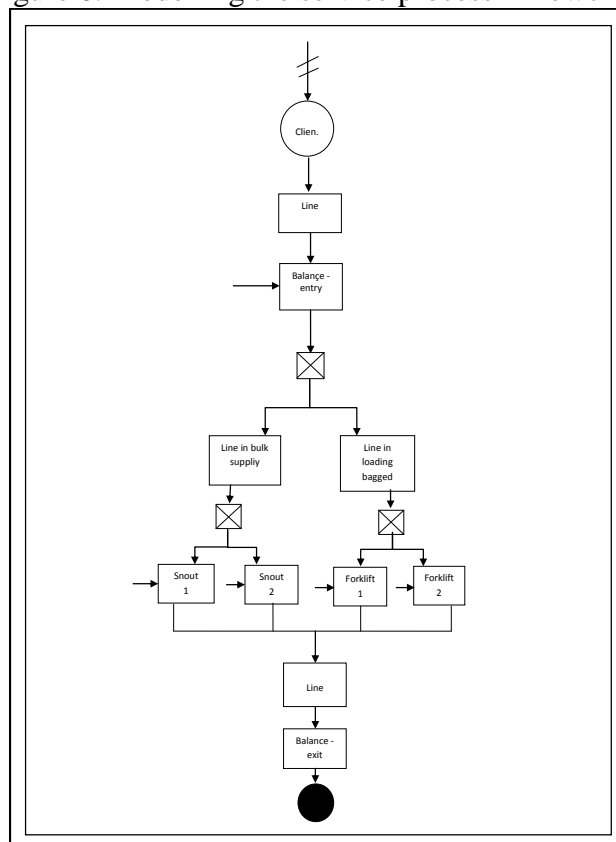 Clien.
Line
Balançe -
entry
Line in bulk
suppliy
Line in
loading
bagged
Snout
1
Snout
2
Forklift
1
Forklift
2
Line
Balance -
exit